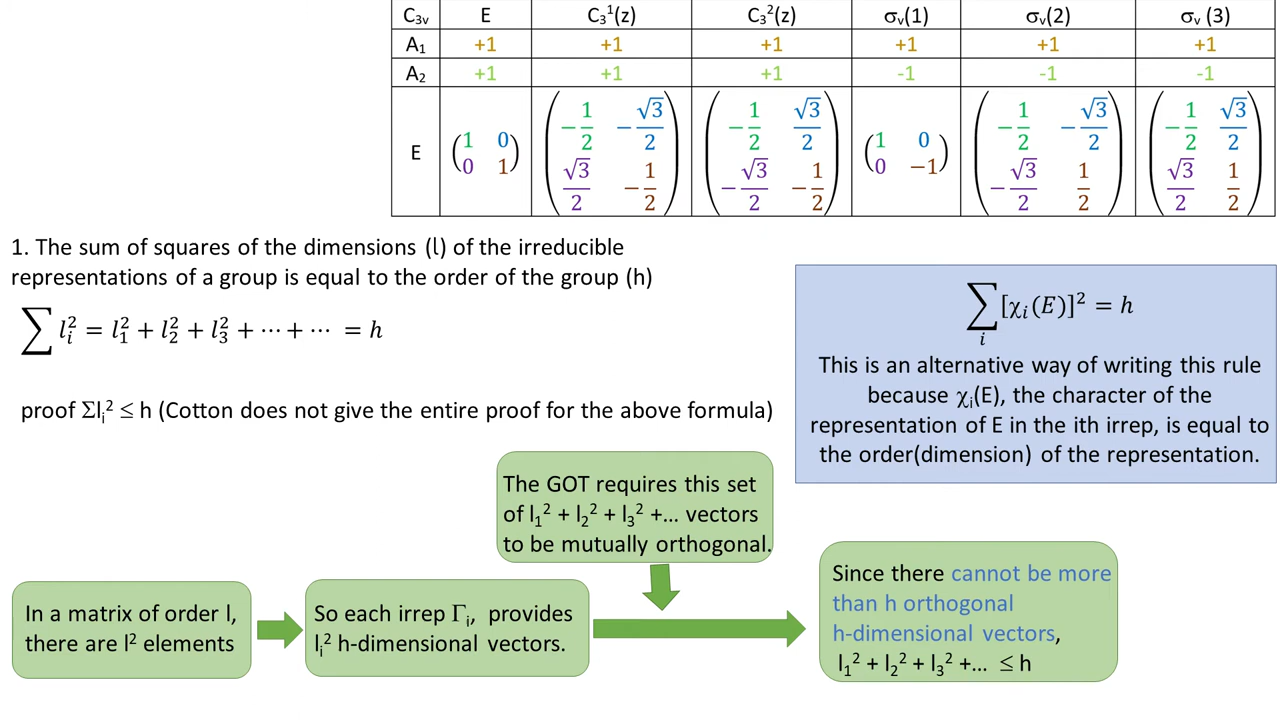 C₃ᵥ E C₃¹(z) C₃²(z) σᵥ(1) σᵥ(2) σᵥ (3)
A₁ +1 +1 +1 +1 +1 +1
A₂ +1 +1 +1 -1 -1 -1
E (1 0; 0 1) (−1/2 −√3/2; √3/2 −1/2) (−1/2 √3/2; −√3/2 −1/2) (1 0; 0 −1) (−1/2 −√3/2; −√3/2 1/2) (−1/2 √3/2; √3/2 1/2)
1. The sum of squares of the dimensions (l) of the irreducible
representations of a group is equal to the order of the group (h)
∑ lᵢ² = l₁² + l₂² + l₃² + ⋯ + ⋯ = h
proof Σlᵢ² ≤ h (Cotton does not give the entire proof for the above formula)
∑ᵢ [χᵢ(E)]² = h
This is an alternative way of writing this rule
because χᵢ(E), the character of the
representation of E in the ith irrep, is equal to
the order(dimension) of the representation.
The GOT requires this set
of l₁² + l₂² + l₃² +... vectors
to be mutually orthogonal.
In a matrix of order l,
there are l² elements
So each irrep Γᵢ, provides
lᵢ² h-dimensional vectors.
Since there cannot be more
than h orthogonal
h-dimensional vectors,
l₁² + l₂² + l₃² +... ≤ h